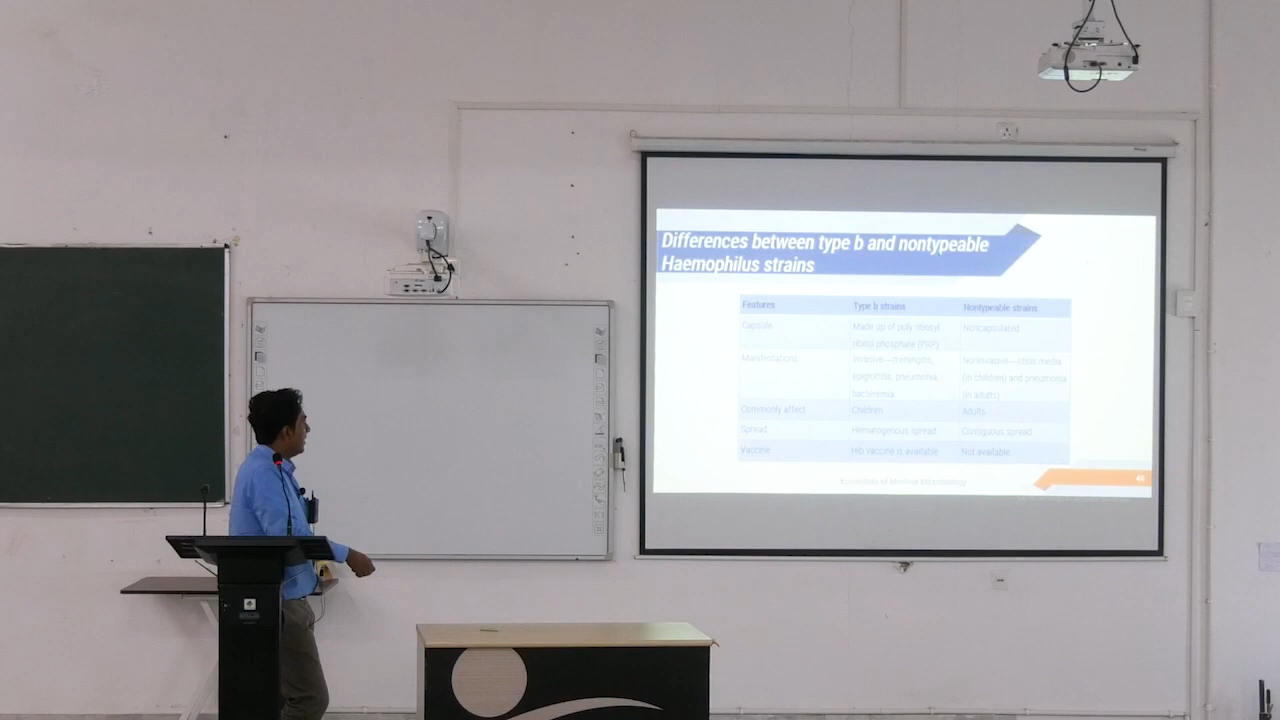 Differences between type b and nontypeable
Haemophilus strains
Features Type b strains Nontypeable strains
Capsule Made up of poly ribosyl Noncapsulated
ribitol phosphate (PRP)
Manifestations Invasive—meningitis, Noninvasive—otitis media
epiglottitis, pneumonia, (in children) and pneumonia
bacteremia (in adults)
Commonly affect Children Adults
Spread Hematogenous spread Contiguous spread
Vaccine Hib vaccine is available Not available
Essentials of Medical Microbiology